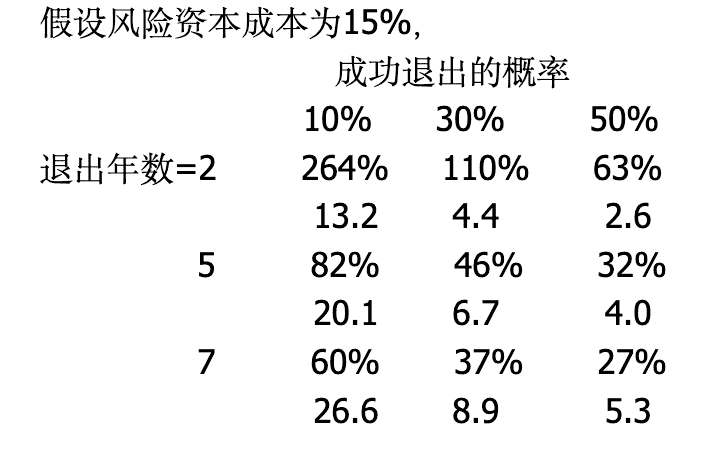 假设风险资本成本为15%,
成功退出的概率
10% 30% 50%
退出年数=2 264% 110% 63%
13.2 4.4 2.6
5 82% 46% 32%
20.1 6.7 4.0
7 60% 37% 27%
26.6 8.9 5.3